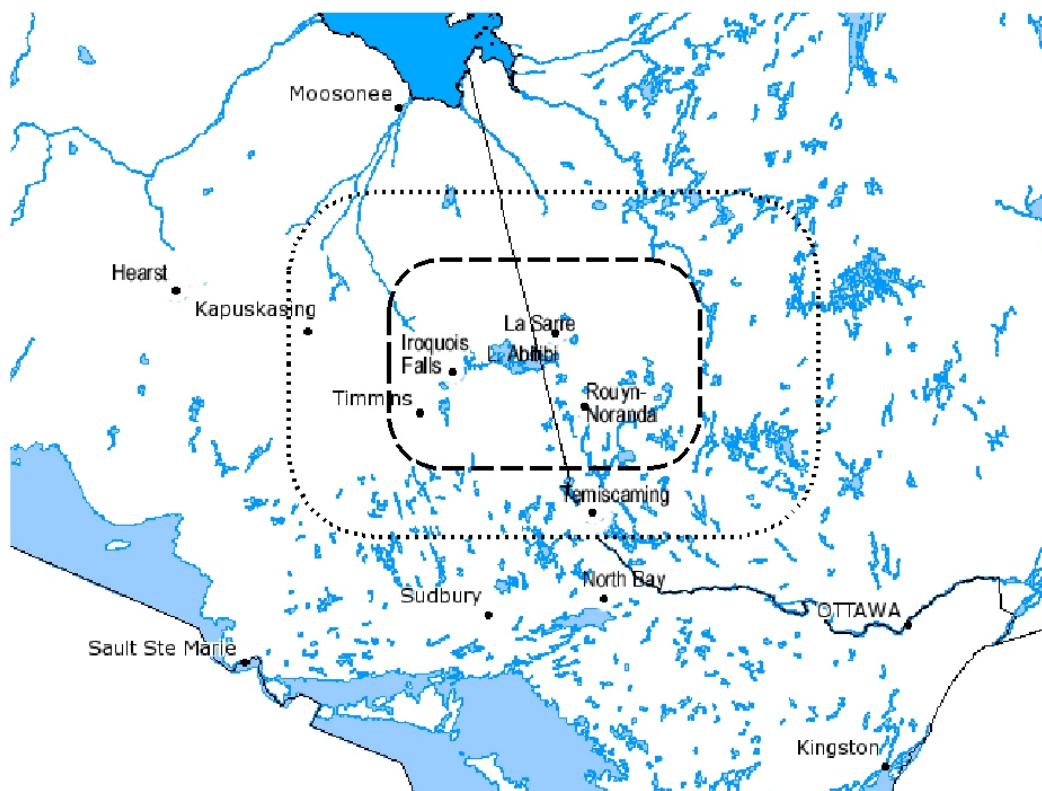 Moosonee
Hearst
Kapuskasing
La Sarre
Iroquois
Falls
L. Abitibi
Timmins
Rouyn-
Noranda
Temiscaming
North Bay
Sudbury
OTTAWA
Sault Ste Marie
Kingston